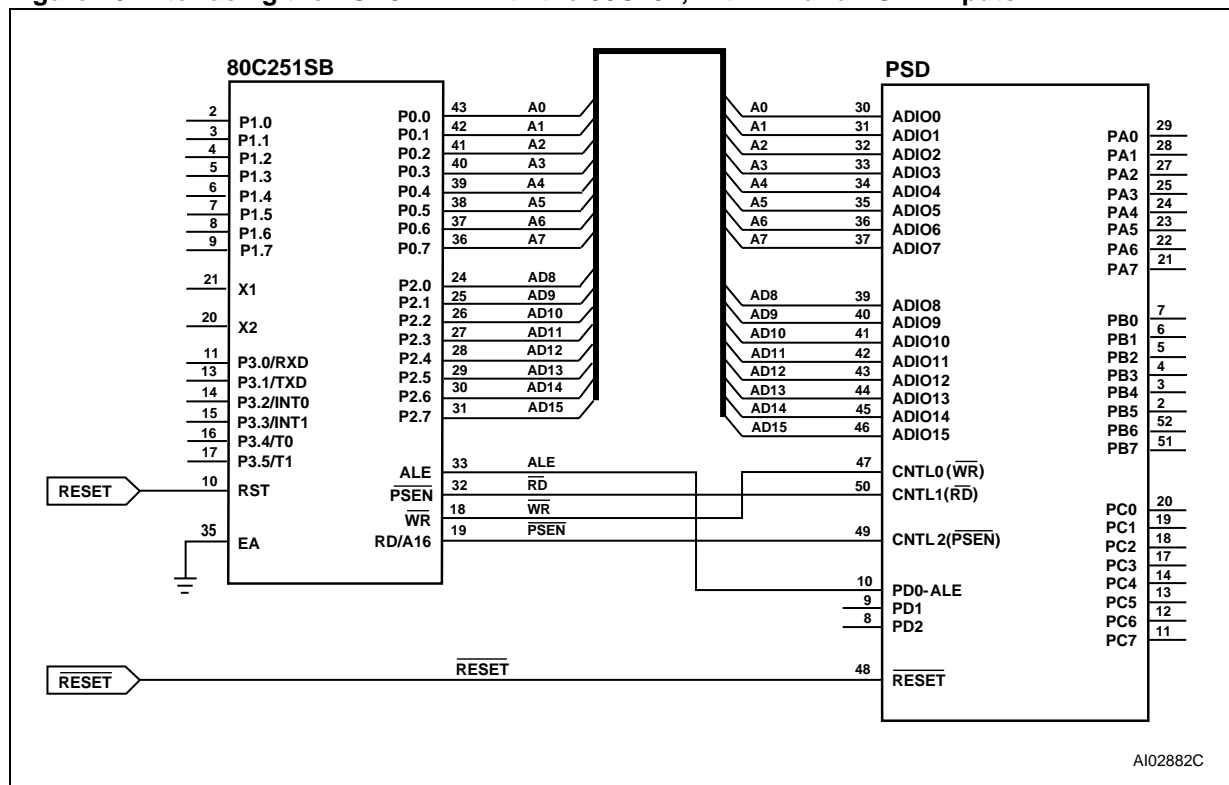 Figure Interfacing the with the 80C251, with and inputs
80C251SB
PSD
2 P1.0
3 P1.1
4 P1.2
5 P1.3
6 P1.4
7 P1.5
8 P1.6
9 P1.7
21 X1
20 X2
11 P3.0/RXD
13 P3.1/TXD
14 P3.2/INT0
15 P3.3/INT1
16 P3.4/T0
17 P3.5/T1
RESET 10 RST
35 EA
P0.0 43 A0
P0.1 42 A1
P0.2 41 A2
P0.3 40 A3
P0.4 39 A4
P0.5 38 A5
P0.6 37 A6
P0.7 36 A7
P2.0 24 AD8
P2.1 25 AD9
P2.2 26 AD10
P2.3 27 AD11
P2.4 28 AD12
P2.5 29 AD13
P2.6 30 AD14
P2.7 31 AD15
ALE 33 ALE
PSEN 32 RD
WR 18 WR
RD/A16 19 PSEN
A0 30 ADIO0
A1 31 ADIO1
A2 32 ADIO2
A3 33 ADIO3
A4 34 ADIO4
A5 35 ADIO5
A6 36 ADIO6
A7 37 ADIO7
AD8 39 ADIO8
AD9 40 ADIO9
AD10 41 ADIO10
AD11 42 ADIO11
AD12 43 ADIO12
AD13 44 ADIO13
AD14 45 ADIO14
AD15 46 ADIO15
47 CNTL0(WR)
50 CNTL1(RD)
49 CNTL2(PSEN)
10 PD0-ALE
9 PD1
8 PD2
RESET RESET 48 RESET
PA0 29
PA1 28
PA2 27
PA3 25
PA4 24
PA5 23
PA6 22
PA7 21
PB0 7
PB1 6
PB2 5
PB3 4
PB4 3
PB5 2
PB6 52
PB7 51
PC0 20
PC1 19
PC2 18
PC3 17
PC4 14
PC5 13
PC6 12
PC7 11
AI02882C